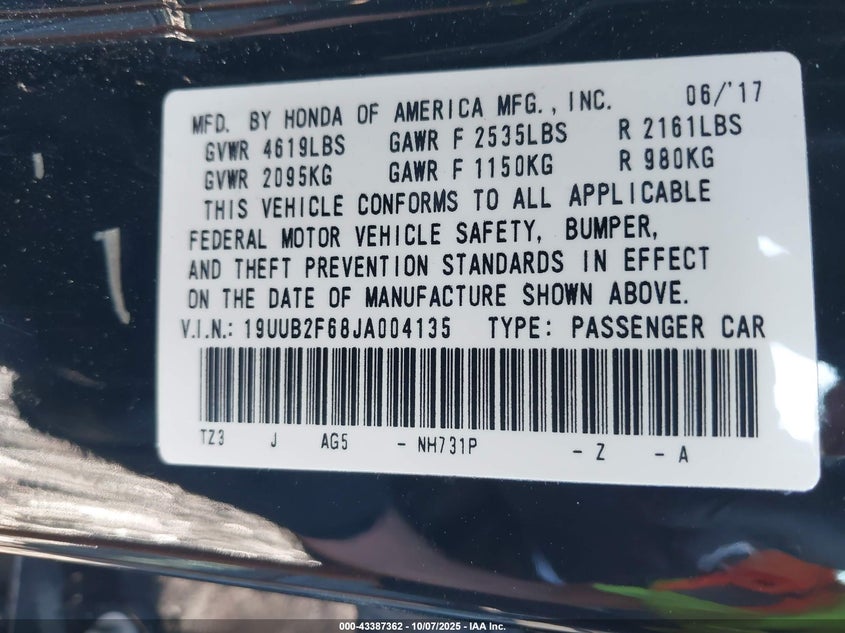 MFD. BY HONDA OF AMERICA MFG., INC. 06/'17
GVWR 4619LBS GAWR F 2535LBS R 2161LBS
GVWR 2095KG GAWR F 1150KG R 980KG
THIS VEHICLE CONFORMS TO ALL APPLICABLE
FEDERAL MOTOR VEHICLE SAFETY, BUMPER,
AND THEFT PREVENTION STANDARDS IN EFFECT
ON THE DATE OF MANUFACTURE SHOWN ABOVE.
V.I.N.: 19UUB2F68JA004135 TYPE: PASSENGER CAR
TZ3 J AG5 - NH731P - Z - A
000-43387362 - 10/07/2025 - IAA Inc.